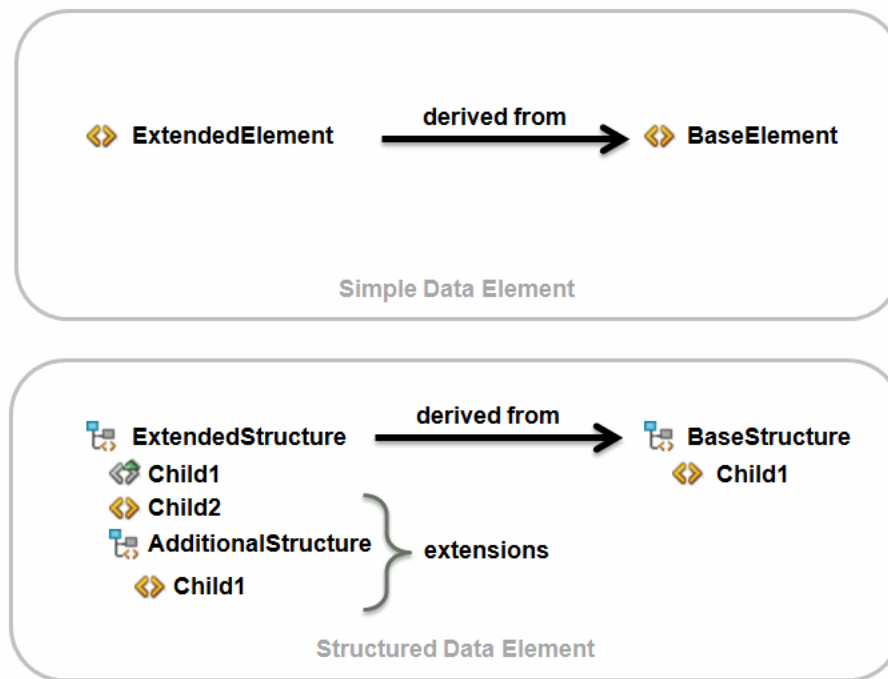 derived from
ExtendedElement
BaseElement
Simple Data Element
derived from
ExtendedStructure
BaseStructure
Child1
Child1
Child2
AdditionalStructure
extensions
Child1
Structured Data Element